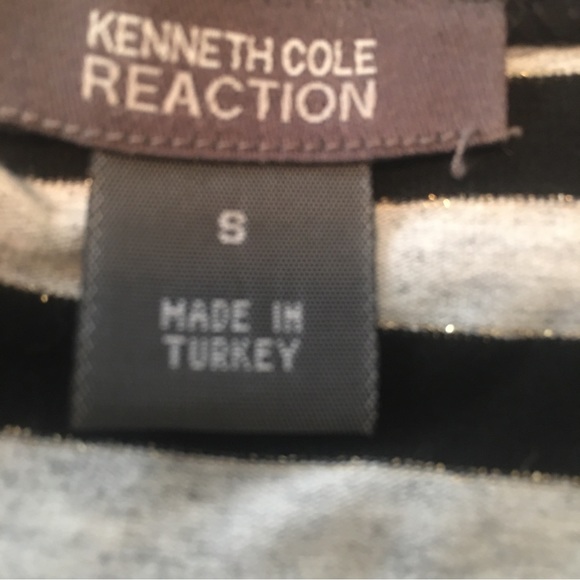 KENNETH COLE
REACTION
S
MADE IN
TURKEY